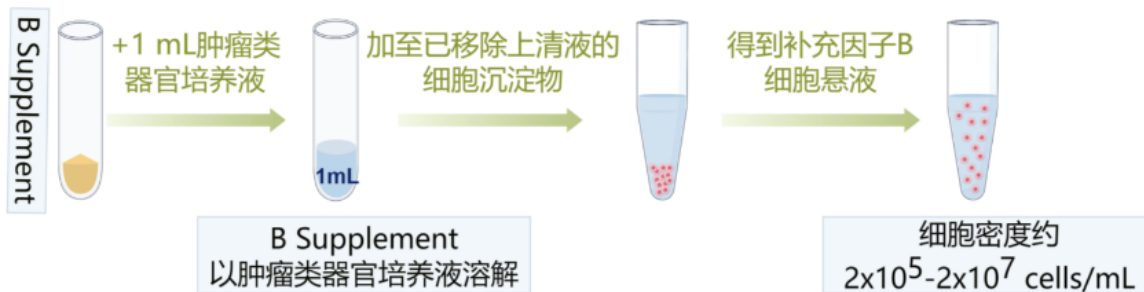 B Supplement
+1 mL肿瘤类
器官培养液
1mL
加至已移除上清液的
细胞沉淀物
得到补充因子B
细胞悬液
B Supplement
以肿瘤类器官培养液溶解
细胞密度约
2x10⁵-2x10⁷ cells/mL